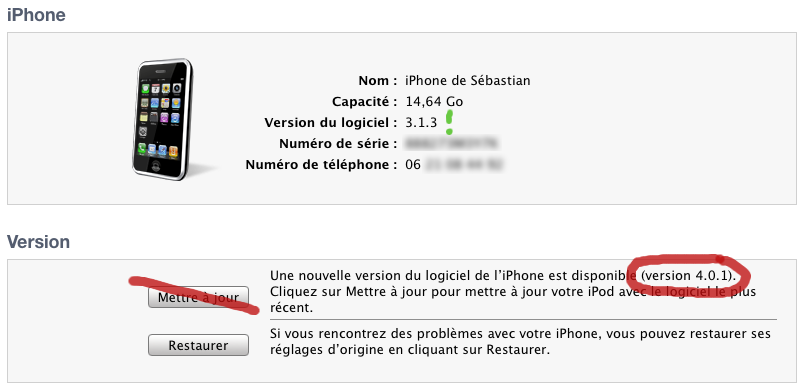 iPhone
Nom : iPhone de Sébastian
Capacité : 14,64 Go
Version du logiciel : 3.1.3 !
Numéro de série :
Numéro de téléphone : 06
Version
Mettre à jour
Une nouvelle version du logiciel de l’iPhone est disponible (version 4.0.1).
Cliquez sur Mettre à jour pour mettre à jour votre iPod avec le logiciel le plus
récent.
Restaurer
Si vous rencontrez des problèmes avec votre iPhone, vous pouvez restaurer ses
réglages d’origine en cliquant sur Restaurer.